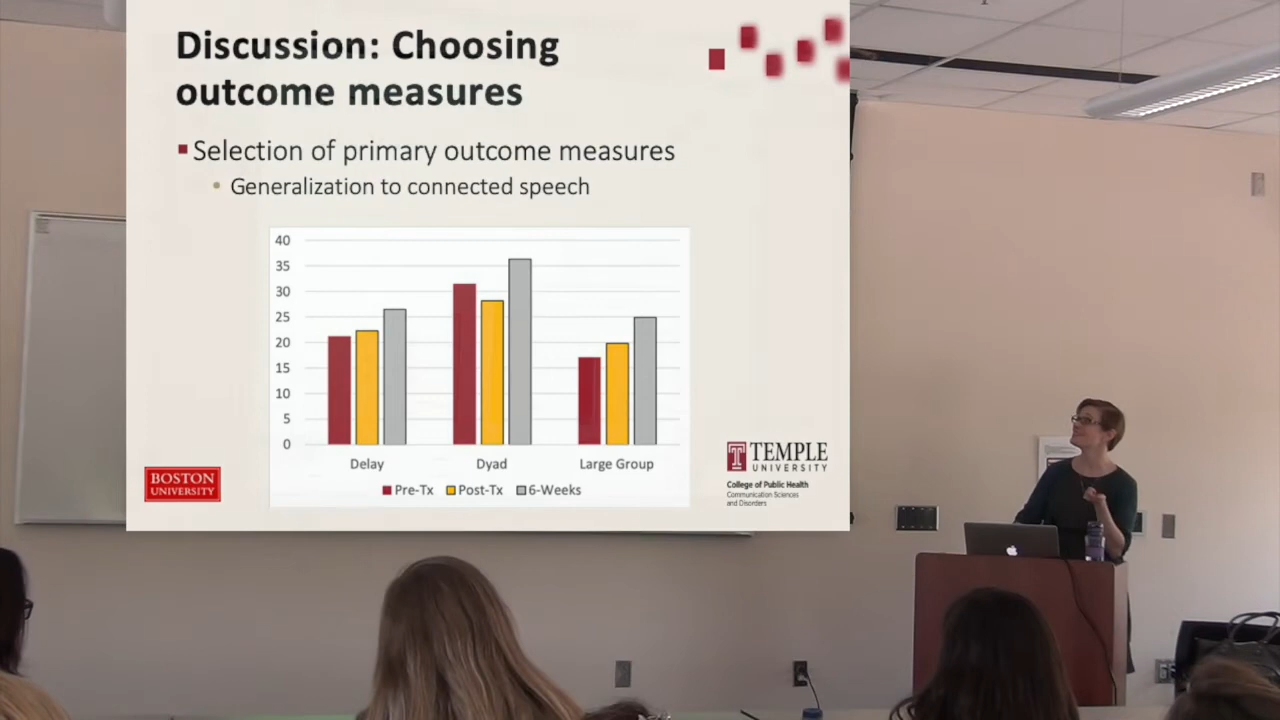 Discussion: Choosing
outcome measures
Selection of primary outcome measures
Generalization to connected speech
40
35
30
25
20
15
10
5
0
Delay
Dyad
Large Group
Pre-Tx
Post-Tx
6-Weeks
BOSTON
UNIVERSITY
TEMPLE
UNIVERSITY
College of Public Health
Communication Sciences
and Disorders